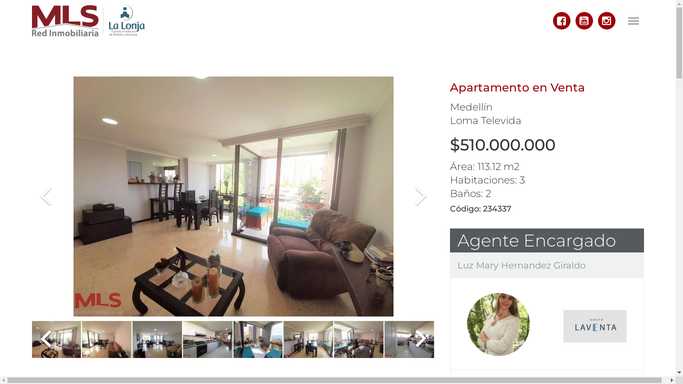 MLS
Red Inmobiliaria
La Lonja
Apartamento en Venta
Medellín
Loma Televida
$510.000.000
Área: 113.12 m2
Habitaciones: 3
Baños: 2
Código: 234337
Agente Encargado
Luz Mary Hernandez Giraldo
LAVENTA
MLS